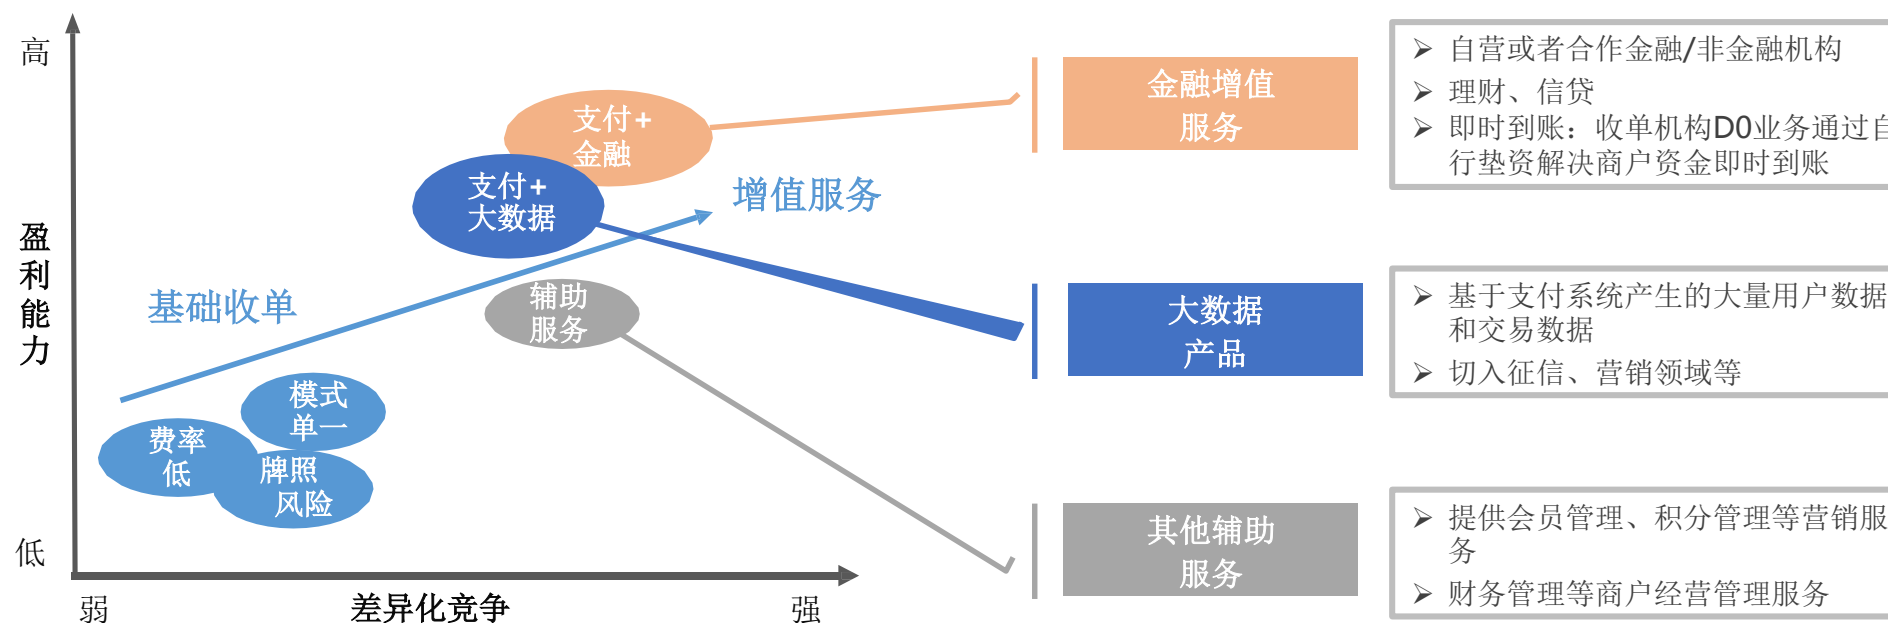 高
盈
利
能
力
低
弱
差异化竞争
强
基础收单
增值服务
费率
低
模式
单一
牌照
风险
支付+
金融
支付+
大数据
辅助
服务
金融增值
服务
自营或者合作金融/非金融机构
理财、信贷
即时到账：收单机构D0业务通过自
行垫资解决商户资金即时到账
大数据
产品
基于支付系统产生的大量用户数据
和交易数据
切入征信、营销领域等
其他辅助
服务
提供会员管理、积分管理等营销服
务
财务管理等商户经营管理服务